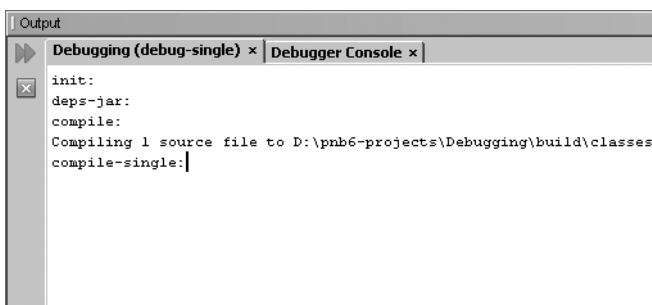 Output
Debugging (debug-single) × Debugger Console ×
init:
deps-jar:
compile:
Compiling 1 source file to D:\pnb6-projects\Debugging\build\classes
compile-single: